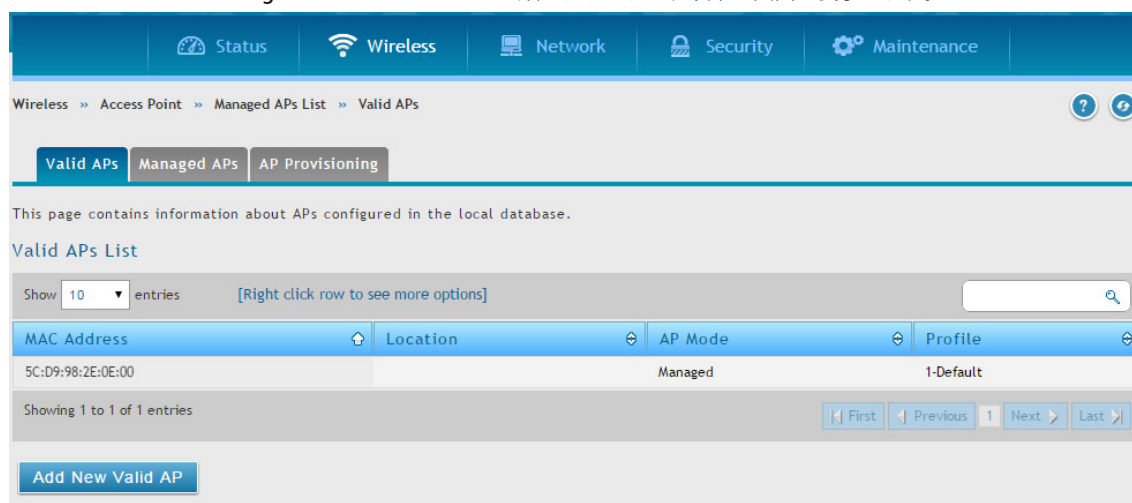 Status Wireless Network Security Maintenance
Wireless » Access Point » Managed APs List » Valid APs
Valid APs Managed APs AP Provisioning
This page contains information about APs configured in the local database.
Valid APs List
Show 10 entries [Right click row to see more options]
MAC Address Location AP Mode Profile
5C:D9:98:2E:0E:00 Managed 1-Default
Showing 1 to 1 of 1 entries First Previous 1 Next Last
Add New Valid AP